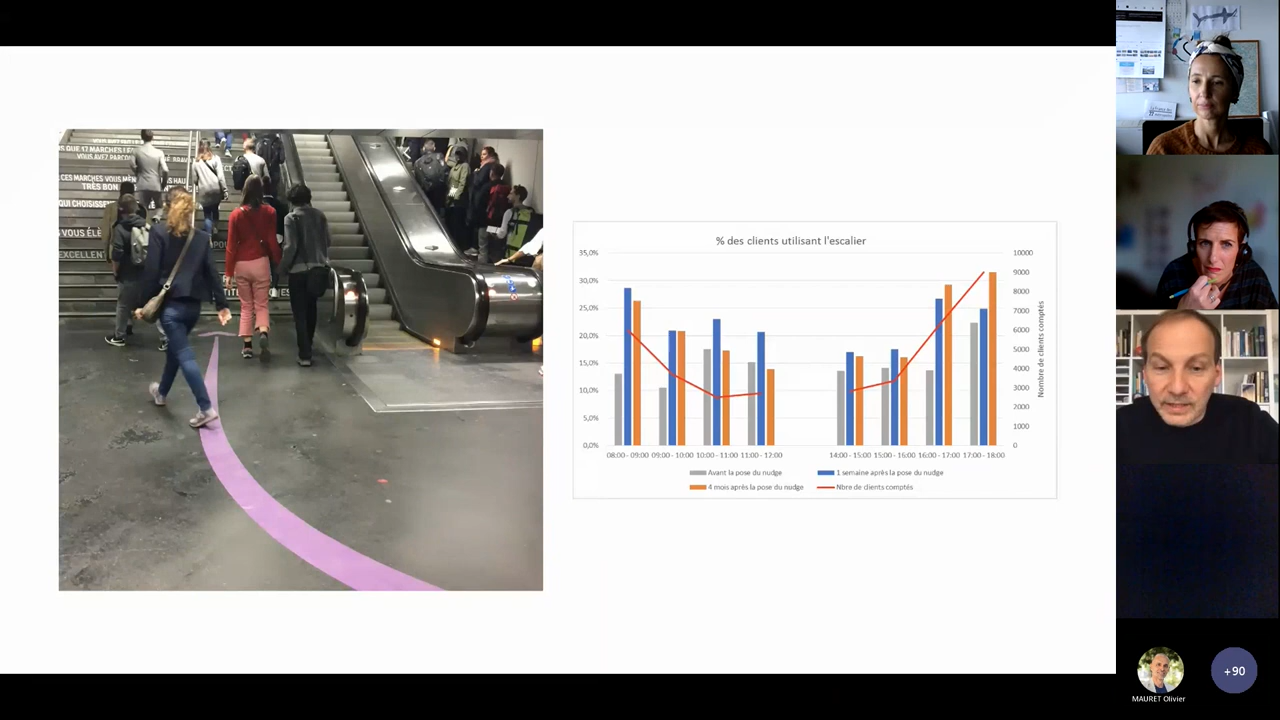 QUE 17 MARCHES
VOUS AVEZ PARCO
CES MARCHES VOUS
TRÈS BON
QUI CHOISISSE
VOUS ÉLÈ
EXCELLENT
% des clients utilisant l'escalier
35,0%
30,0%
25,0%
20,0%
15,0%
10,0%
5,0%
0,0%
10000
9000
8000
7000
6000
5000
4000
3000
2000
1000
0
Nombre de clients comptés
08:00 - 09:00 09:00 - 10:00 10:00 - 11:00 11:00 - 12:00 14:00 - 15:00 15:00 - 16:00 16:00 - 17:00 17:00 - 18:00
Avant la pose du nudge 1 semaine après la pose du nudge
4 mois après la pose du nudge Nbre de clients comptés
MAURET Olivier
+90